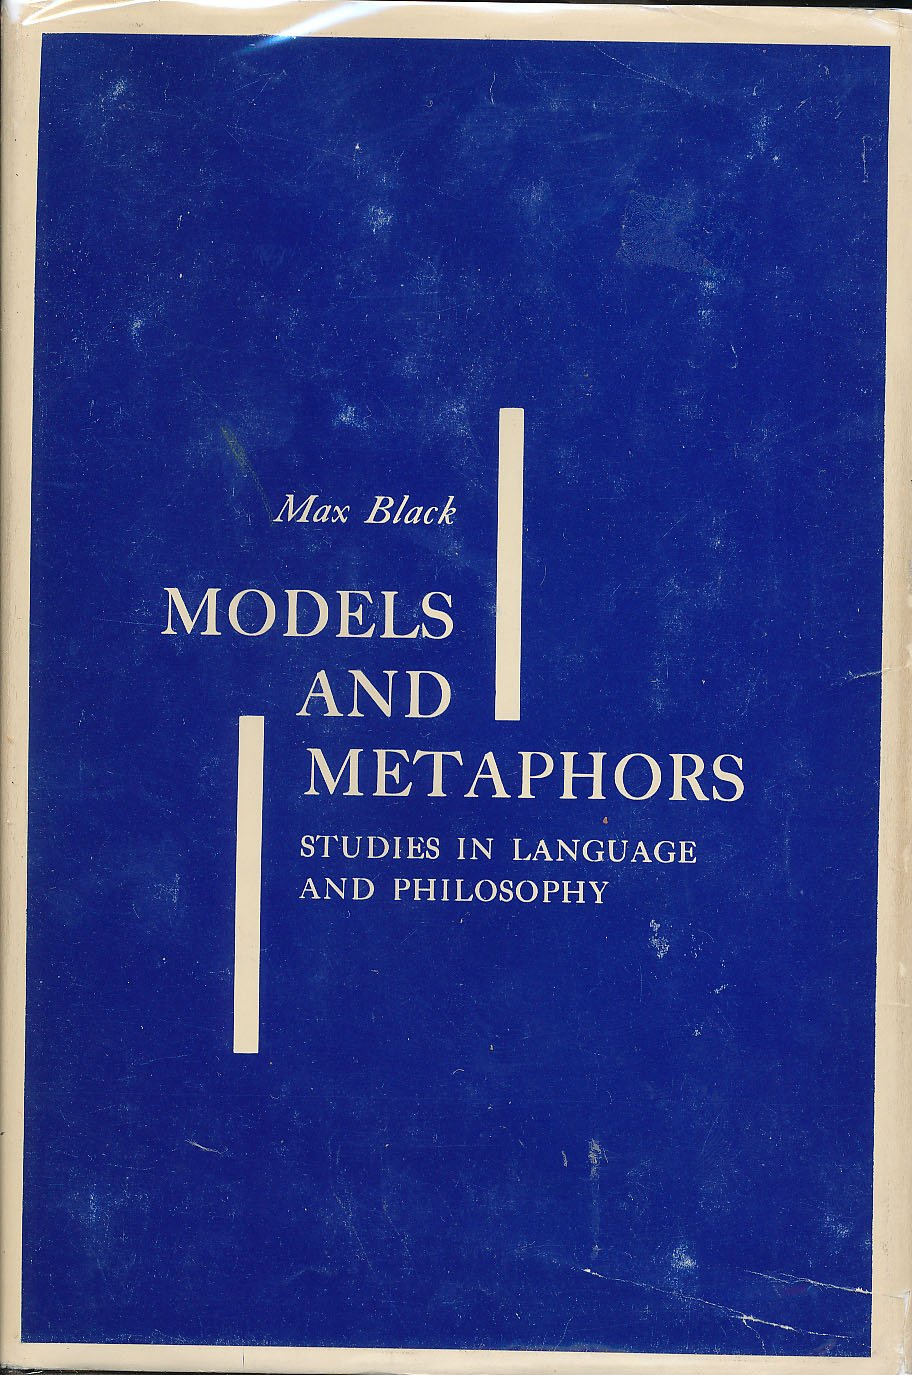 Max Black
MODELS
AND
METAPHORS
STUDIES IN LANGUAGE
AND PHILOSOPHY